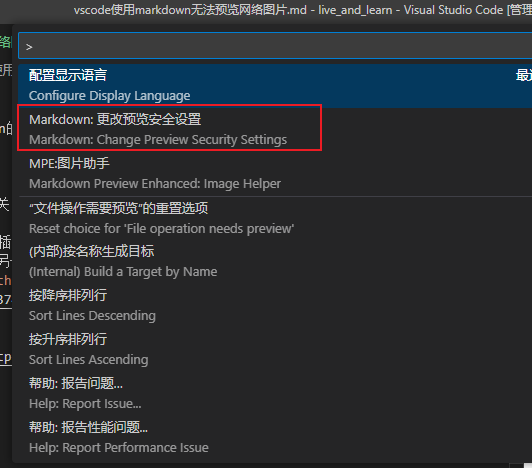 vscode使用markdown无法预览网络图片.md - live_and_learn - Visual Studio Code [管理
>
配置显示语言
最近
Configure Display Language
Markdown: 更改预览安全设置
Markdown: Change Preview Security Settings
MPE:图片助手
Markdown Preview Enhanced: Image Helper
“文件操作需要预览”的重置选项
Reset choice for 'File operation needs preview'
(内部)按名称生成目标
(Internal) Build a Target by Name
按降序排列行
Sort Lines Descending
按升序排列行
Sort Lines Ascending
帮助: 报告问题...
Help: Report Issue...
帮助: 报告性能问题...
Help: Report Performance Issue